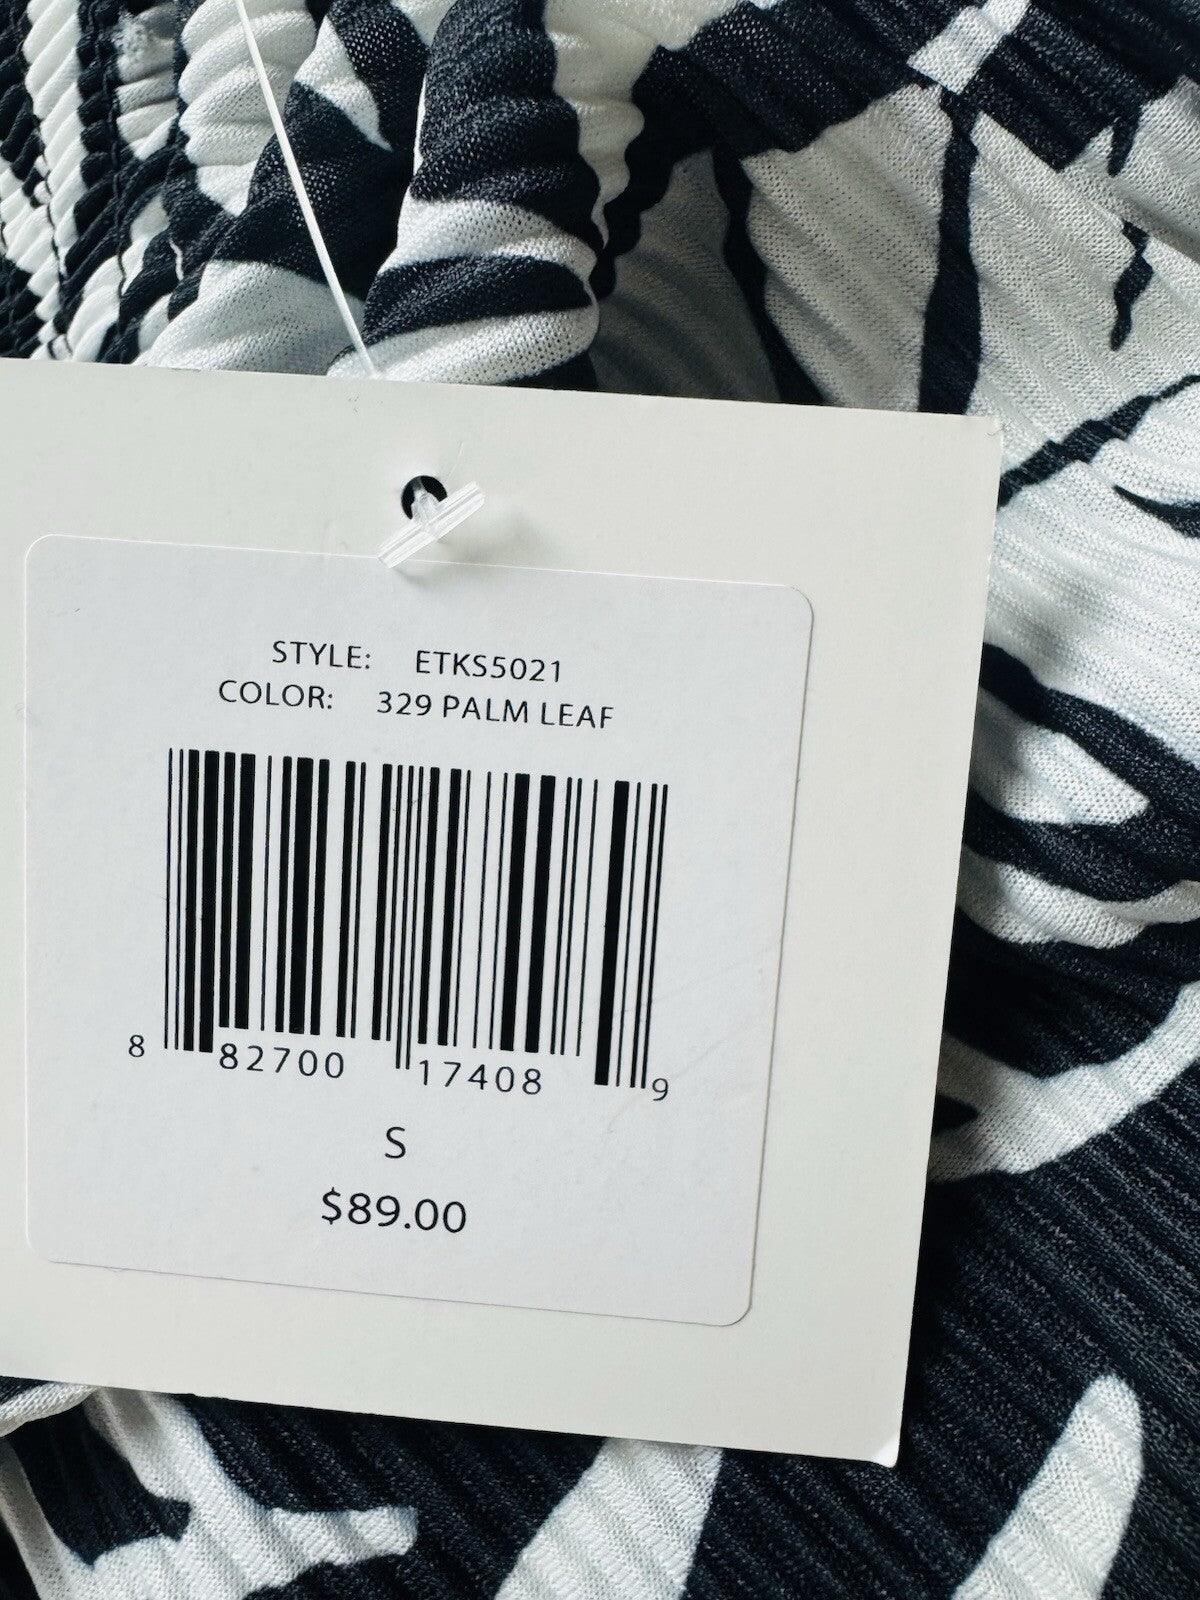 STYLE: ETKS5021
COLOR: 329 PALM LEAF
8 82700 17408 9
S
$89.00